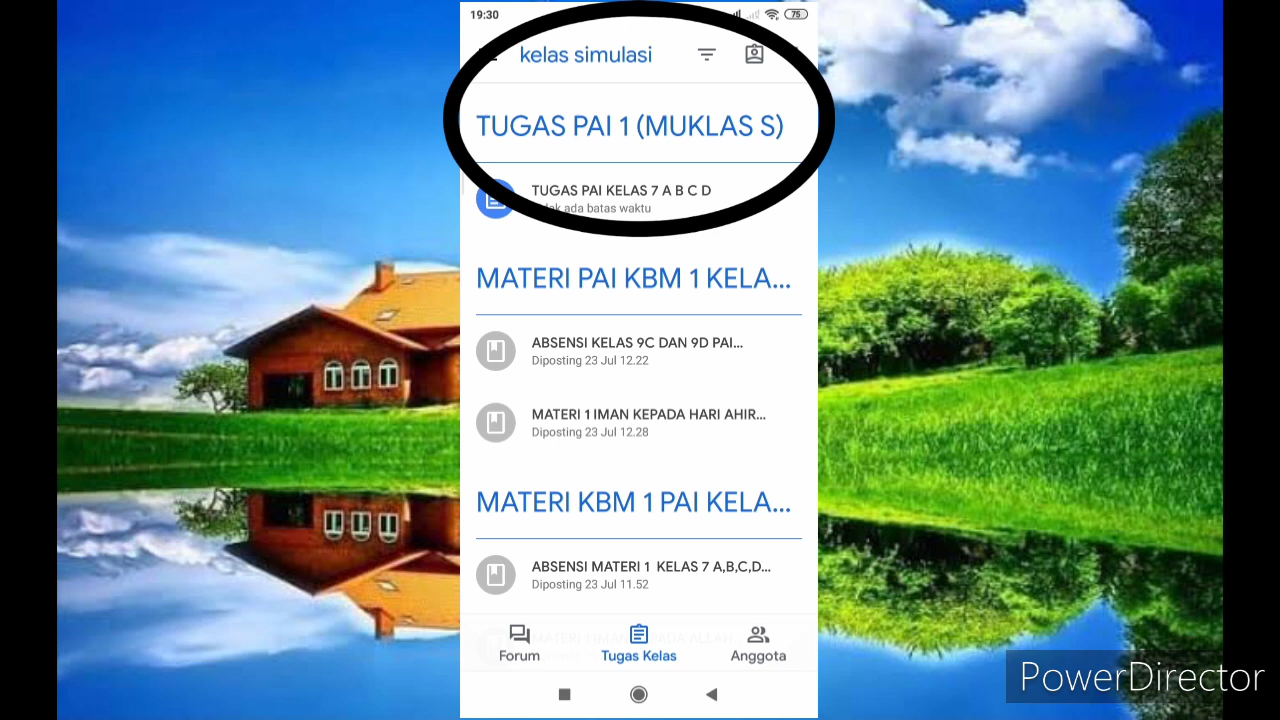 19:30
75
kelas simulasi
TUGAS PAI 1 (MUKLAS S)
TUGAS PAI KELAS 7 A B C D
ada batas waktu
MATERI PAI KBM 1 KELA...
ABSENSI KELAS 9C DAN 9D PAI...
Diposting 23 Jul 12.22
MATERI 1 IMAN KEPADA HARI AHIR...
Diposting 23 Jul 12.28
MATERI KBM 1 PAI KELA...
ABSENSI MATERI 1 KELAS 7 A,B,C,D...
Diposting 23 Jul 11.52
Forum
Tugas Kelas
Anggota
PowerDirector